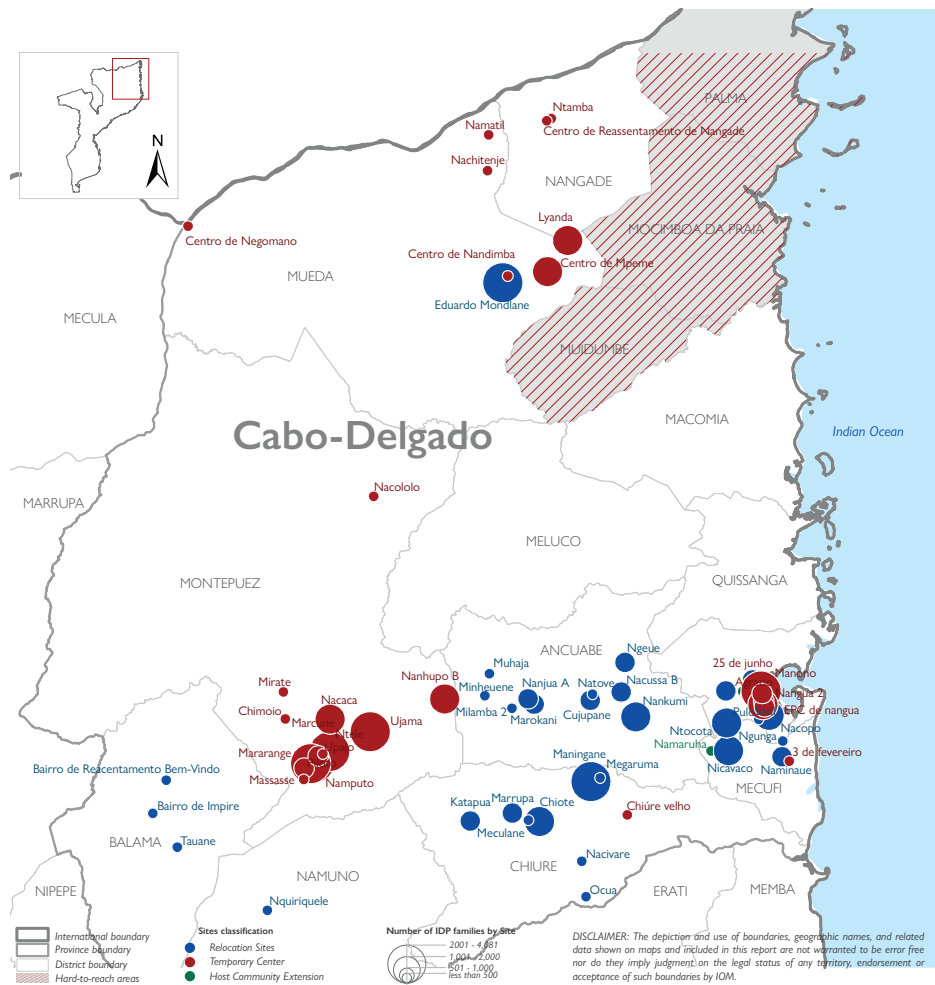 PALMA
N
Ntamba
Namatil
Centro de Reassentamento de Nangade
Nachitenje
NANGADE
Lyanda
MOCIMBOA DA PRAIA
Centro de Negomano
Centro de Nandimba
Centro de Mpeme
MUEDA
Eduardo Mondlane
MECULA
MUIDUMBE
MACOMIA
Cabo-Delgado
Indian Ocean
Nacololo
MARRUPA
MELUCO
MONTEPUEZ
QUISSANGA
ANCUABE
Ngeue
25 de junho
Muhaja
Manono
Nanhupo B
Mirate
Minheuene
Nanjua A
Natove
Nacussa B
Nangua 2
Nacaca
Chimoio
Milamba 2
EPC de nangua
Marcune
Ujama
Marokani
Cujupane
Nankumi
Ntele
Ntocota
Ngunga
Nacopo
Mararange
Namaruha
3 de fevereiro
Maningane
Megaruma
Bairro de Reacentamento Bem-Vindo
Massasse
Namputo
Nicavaco
Naminaue
MECUFI
Bairro de Impire
Katapua
Marrupa
Chiote
Chiúre velho
Meculane
BALAMA
Tauane
Nacivare
CHIURE
NAMUNO
NIPEPE
Ocua
ERATI
MEMBA
Nquiriquele
International boundary
Province boundary
District boundary
Hard-to-reach areas
Sites classification
Relocation Sites
Temporary Center
Host Community Extension
Number of IDP families by Site
2001 - 4,081
1,001 - 2,000
501 - 1,000
less than 500
DISCLAIMER: The depiction and use of boundaries, geographic names, and related
data shown on maps and included in this report are not warranted to be error free
nor do they imply judgment on the legal status of any territory, endorsement or
acceptance of such boundaries by IOM.